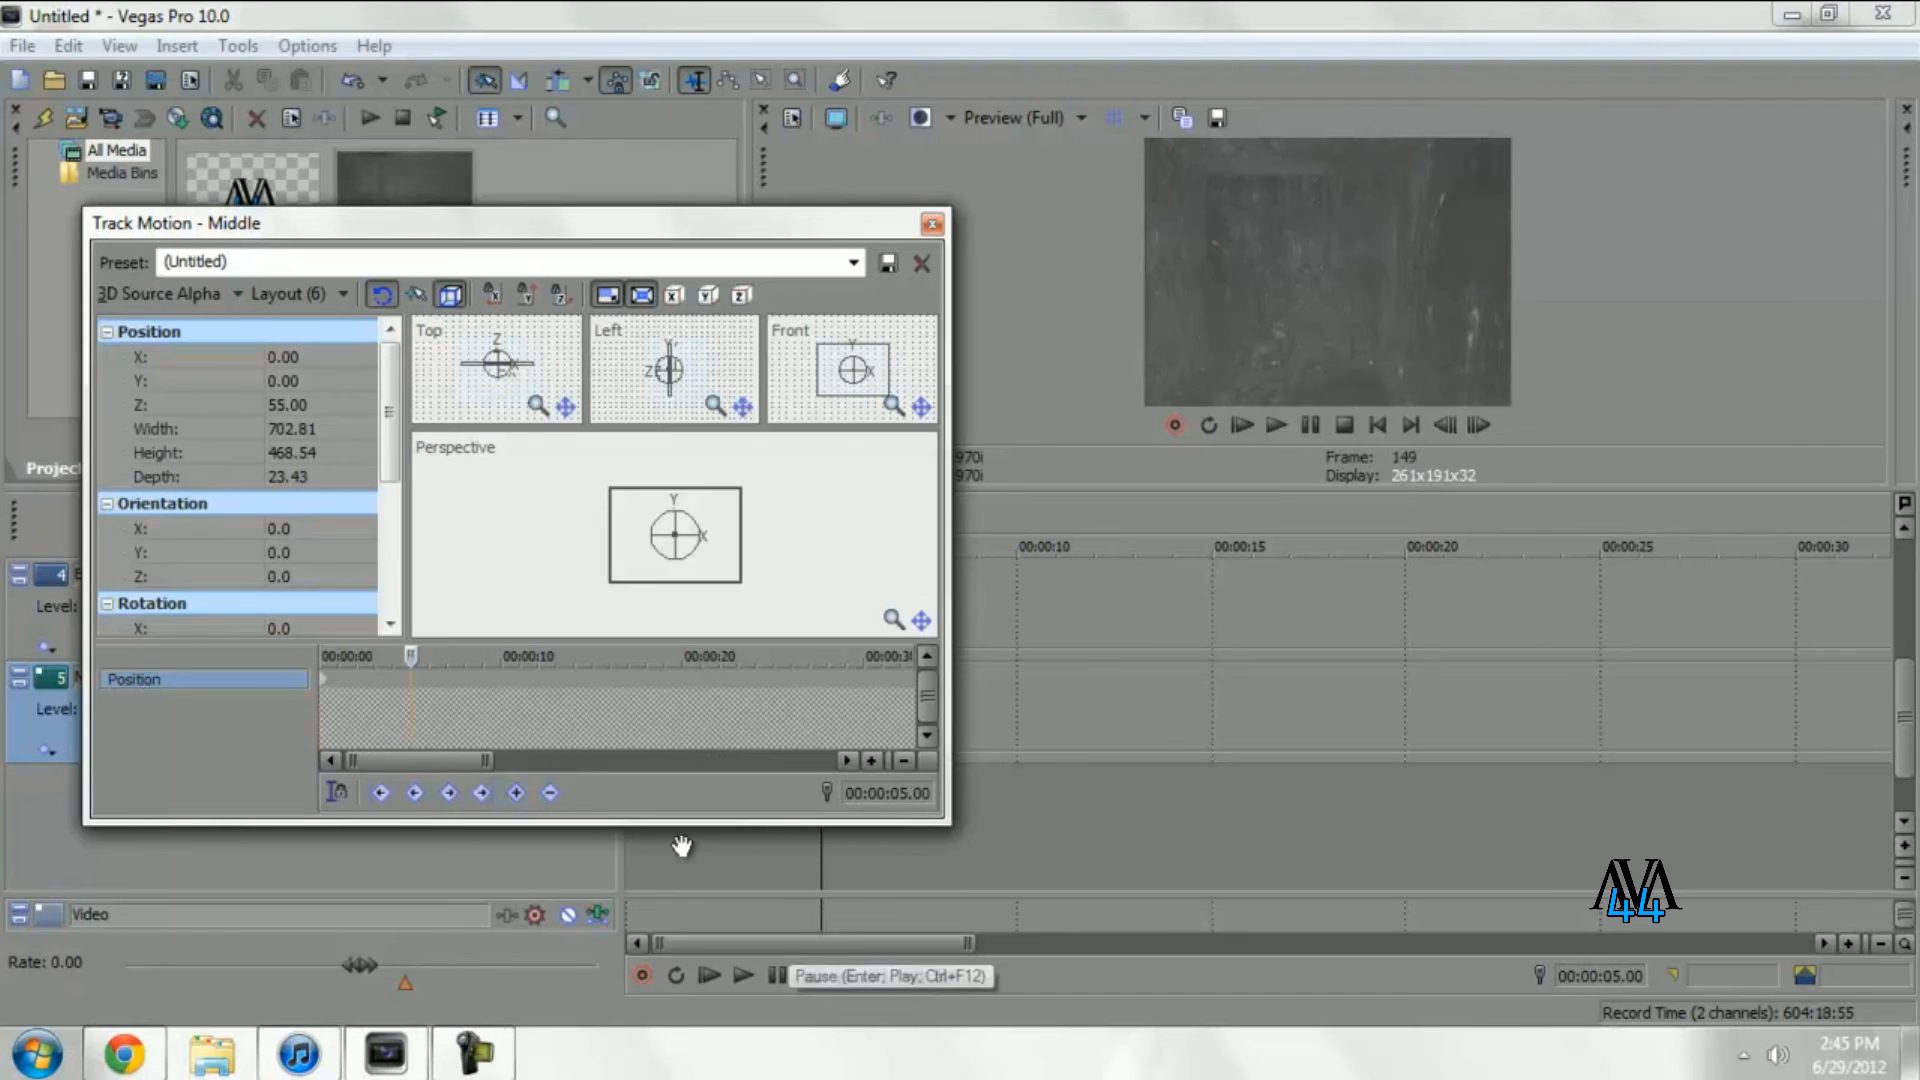 Untitled * - Vegas Pro 10.0
File Edit View Insert Tools Options Help
Preview (Full)
All Media
Media Bins
Track Motion - Middle
Preset: (Untitled)
3D Source Alpha Layout (6)
Position
X: 0.00
Y: 0.00
Z: 55.00
Width: 702.81
Height: 468.54
Depth: 23.43
Orientation
X: 0.0
Y: 0.0
Z: 0.0
Rotation
X: 0.0
Top
Z
Left
Front
Y
X
Perspective
Y
X
970i
970i
Frame: 149
Display: 261x191x32
00:00:10 00:00:15 00:00:20 00:00:25 00:00:30
4
Level:
5
Level:
00:00:00 00:00:10 00:00:20
Position
00:00:05.00
44
Video
Rate: 0.00
Pause (Enter; Play; Ctrl+F12)
00:00:05.00
Record Time (2 channels): 604:18:55
2:45 PM
6/29/2012